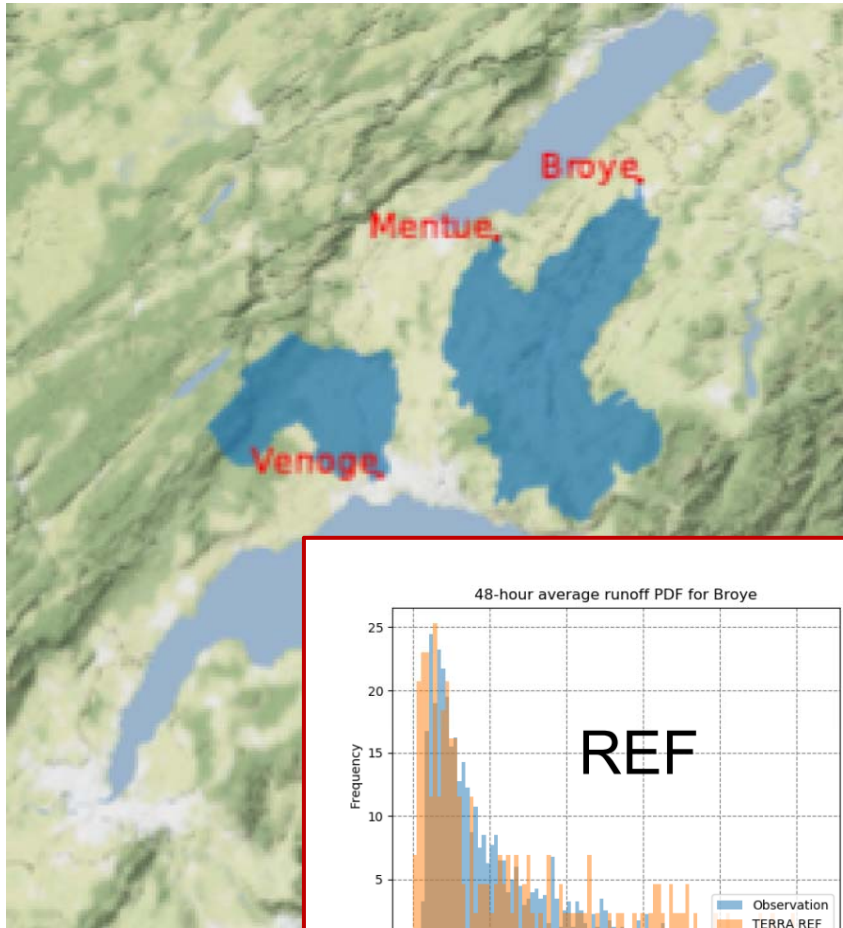 Broye
Mentue
Venoge
48-hour average runoff PDF for Broye
25
20
15
10
5
Frequency
REF
Observation
TERRA REF